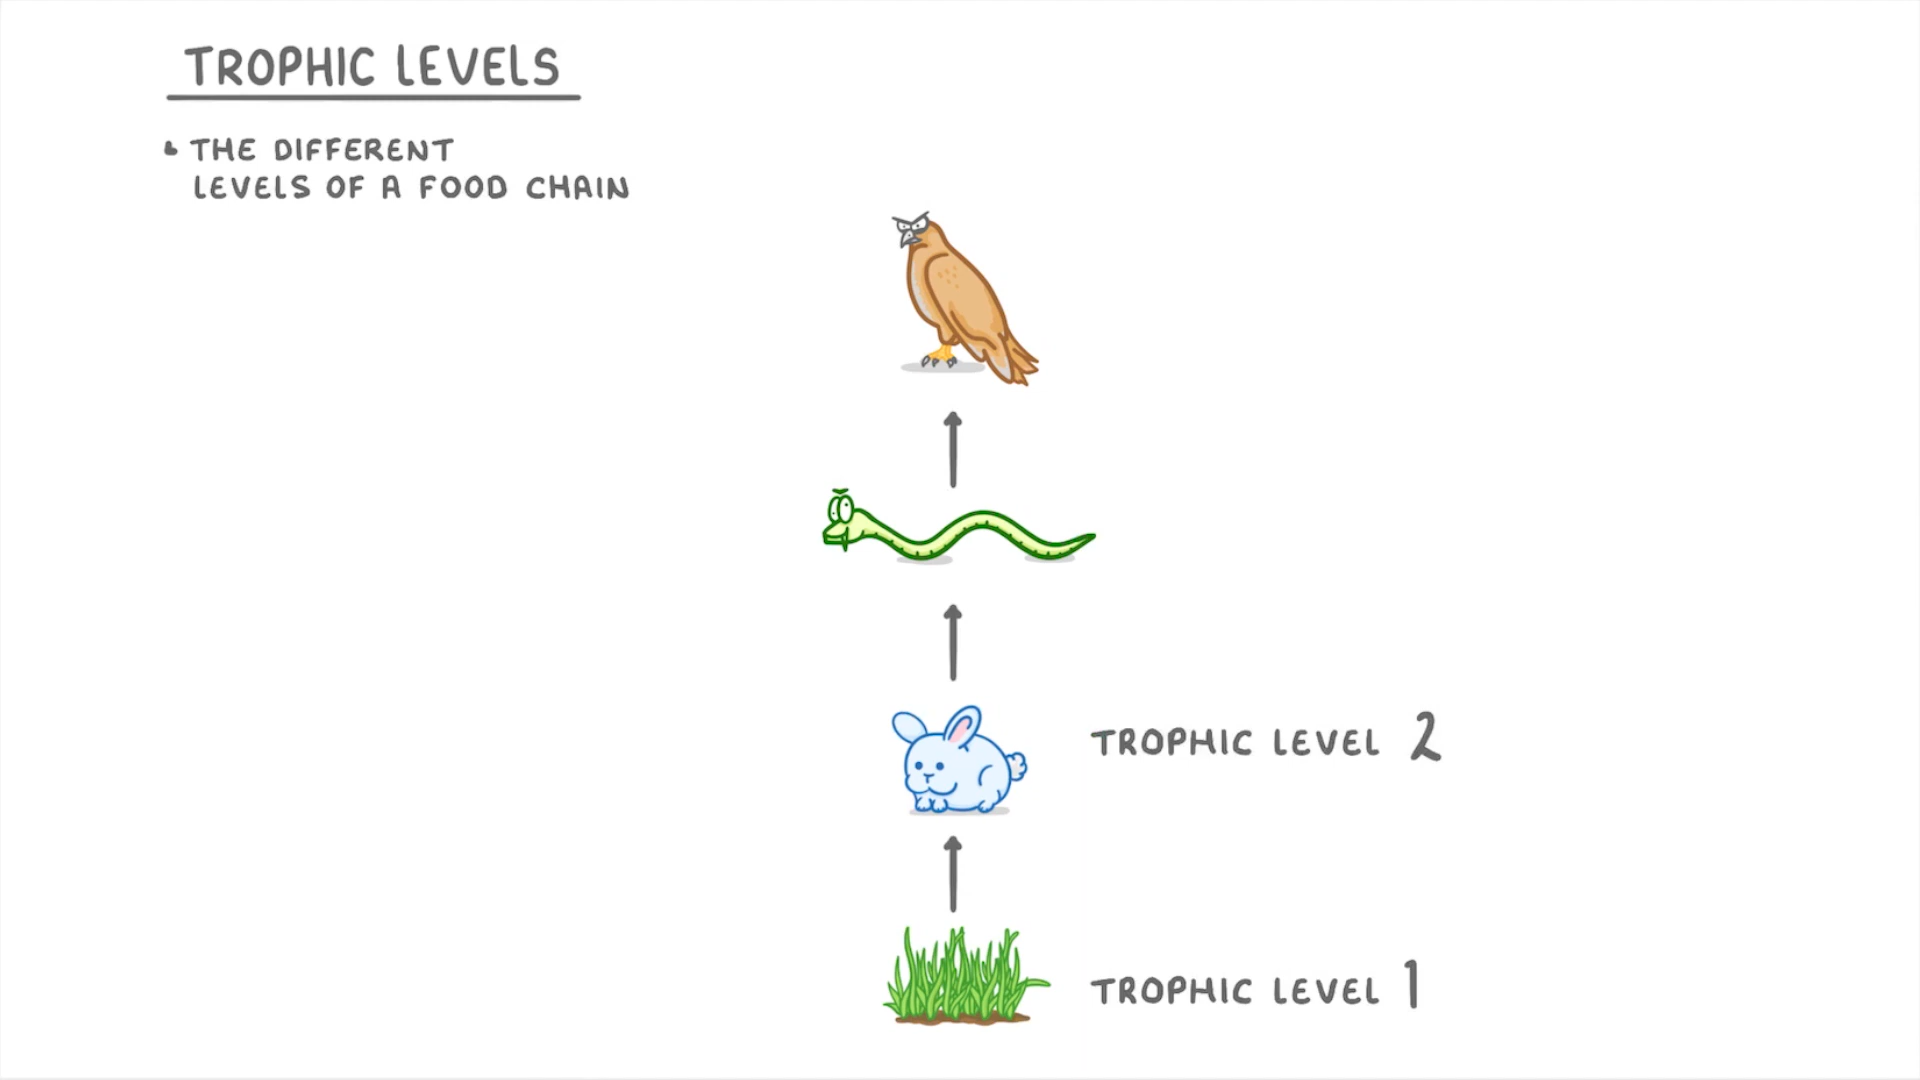 TROPHIC LEVELS
THE DIFFERENT
LEVELS OF A FOOD CHAIN
TROPHIC LEVEL 2
TROPHIC LEVEL 1